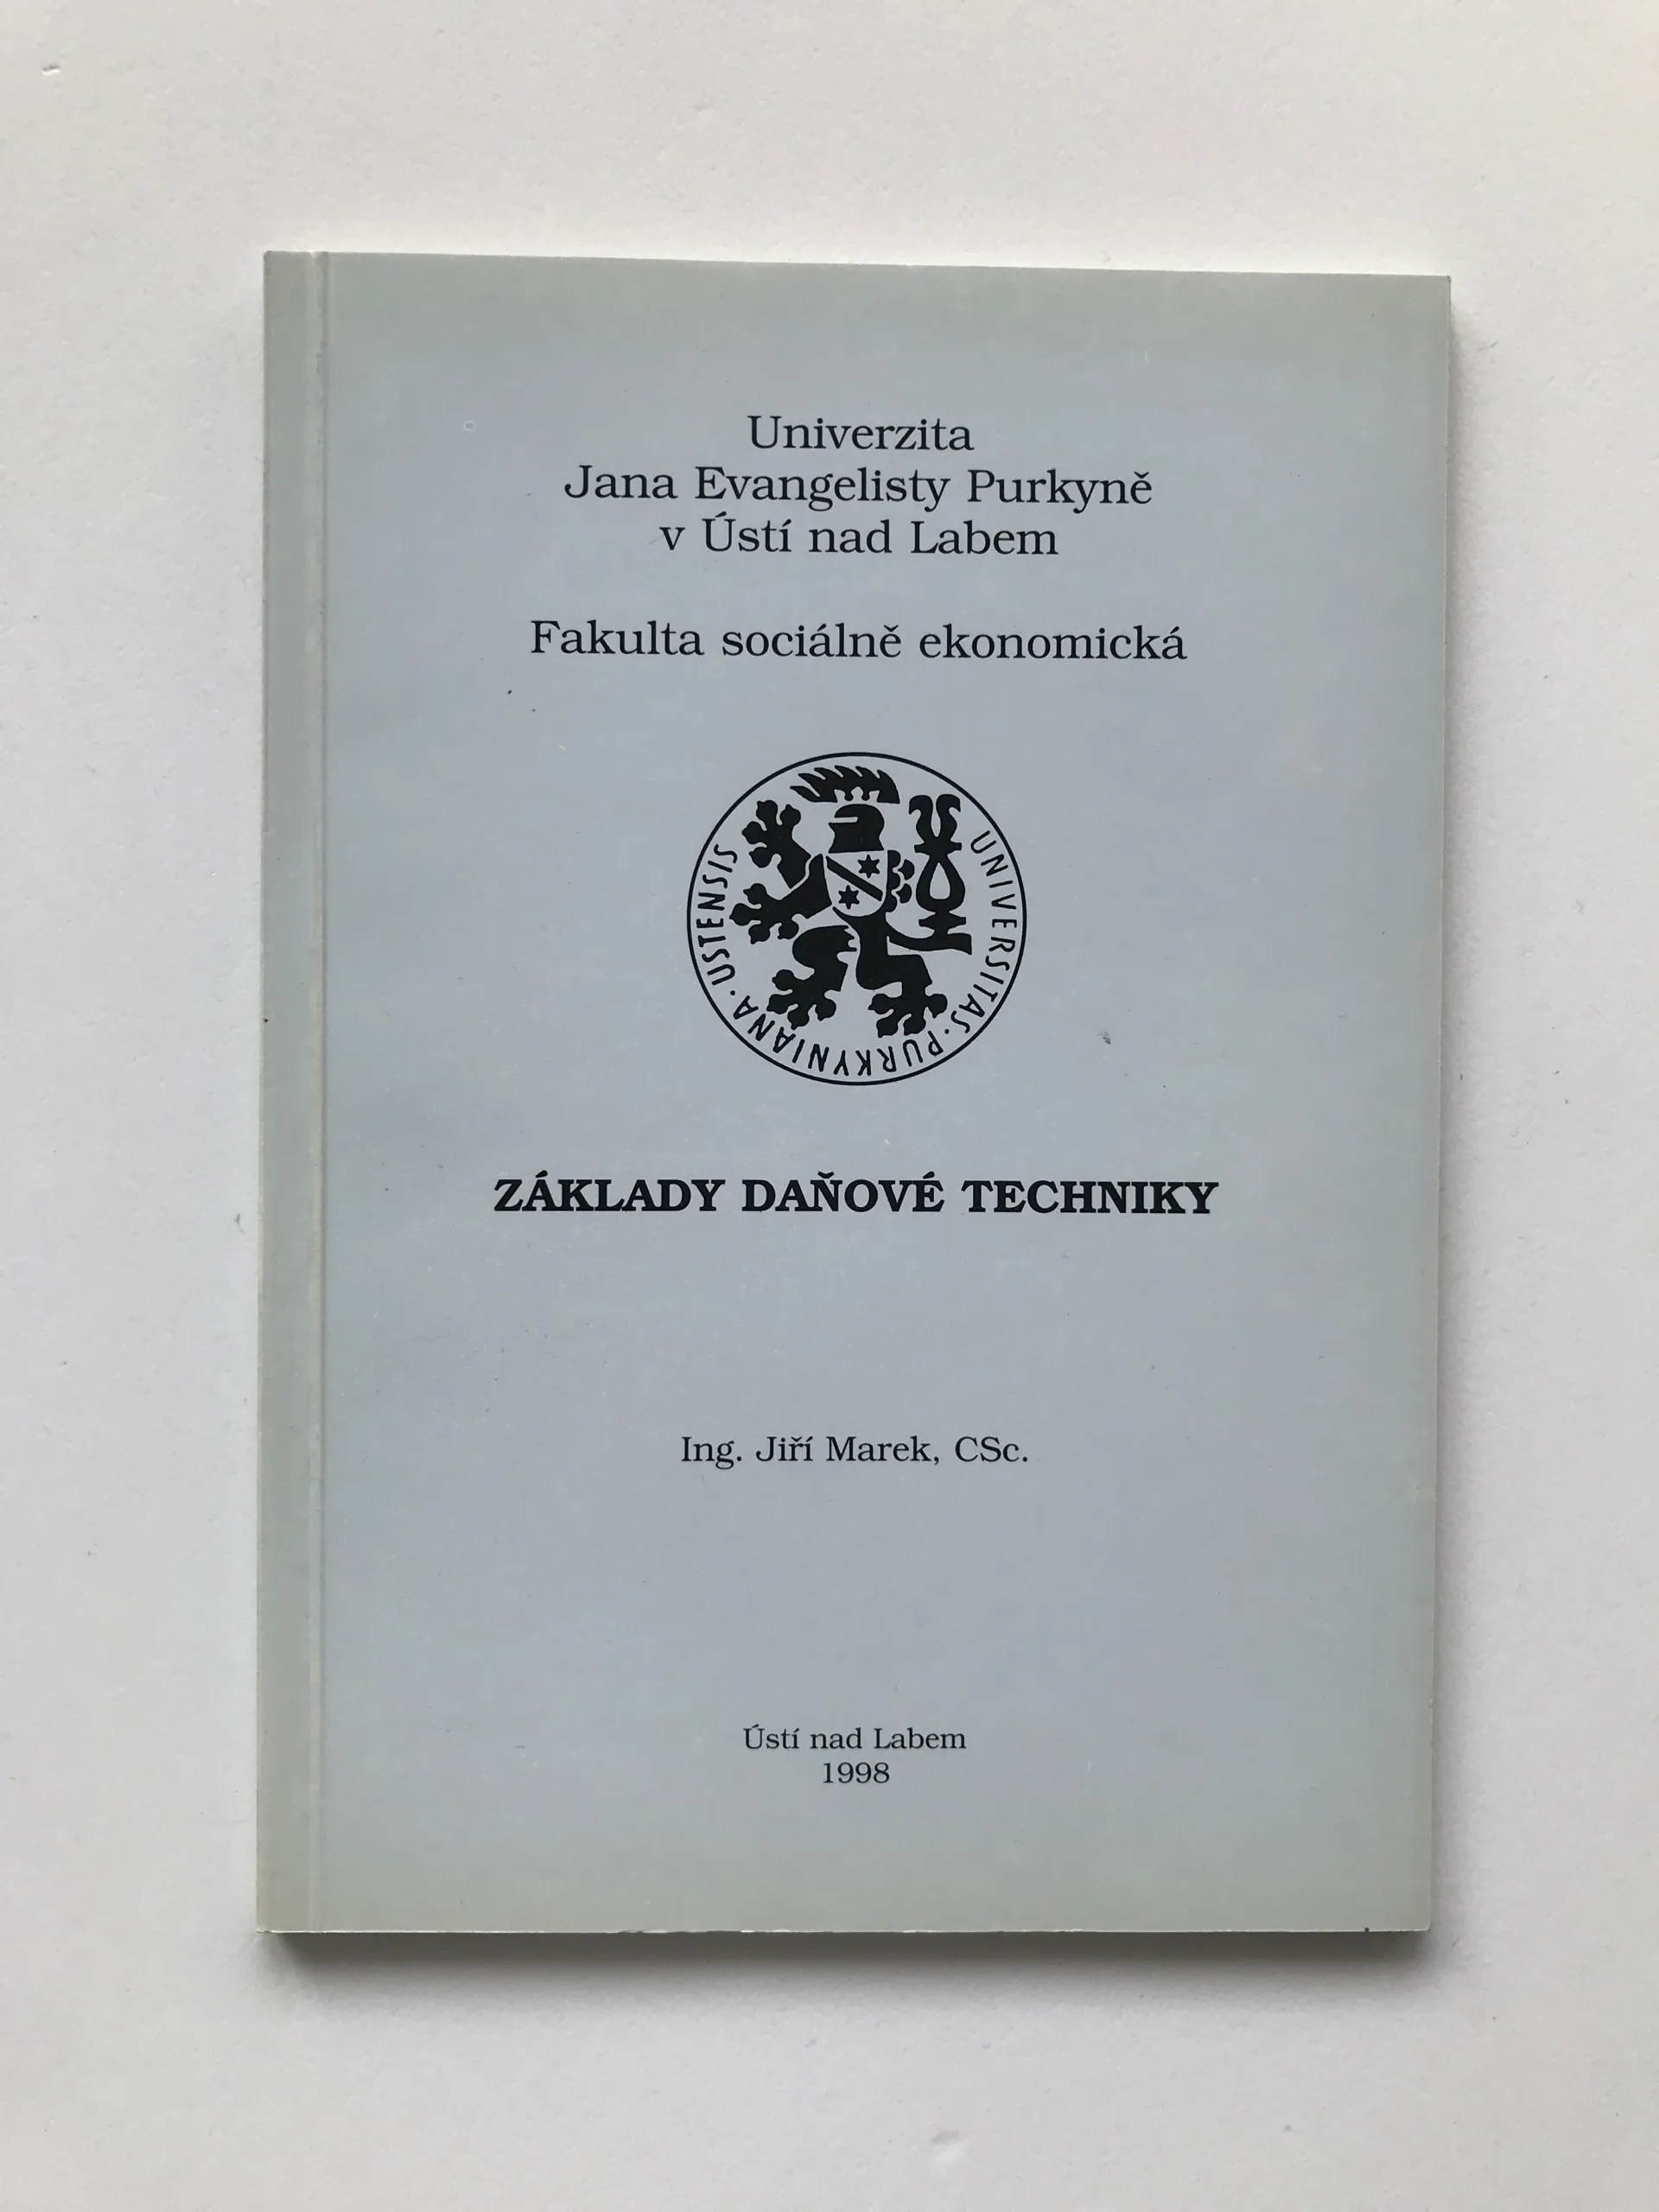 Univerzita
Jana Evangelisty Purkyně
v Ústí nad Labem
Fakulta sociálně ekonomická
UNIVERSITAS · PURKYNIANA · USTENSIS
ZÁKLADY DAŇOVÉ TECHNIKY
Ing. Jiří Marek, CSc.
Ústí nad Labem
1998